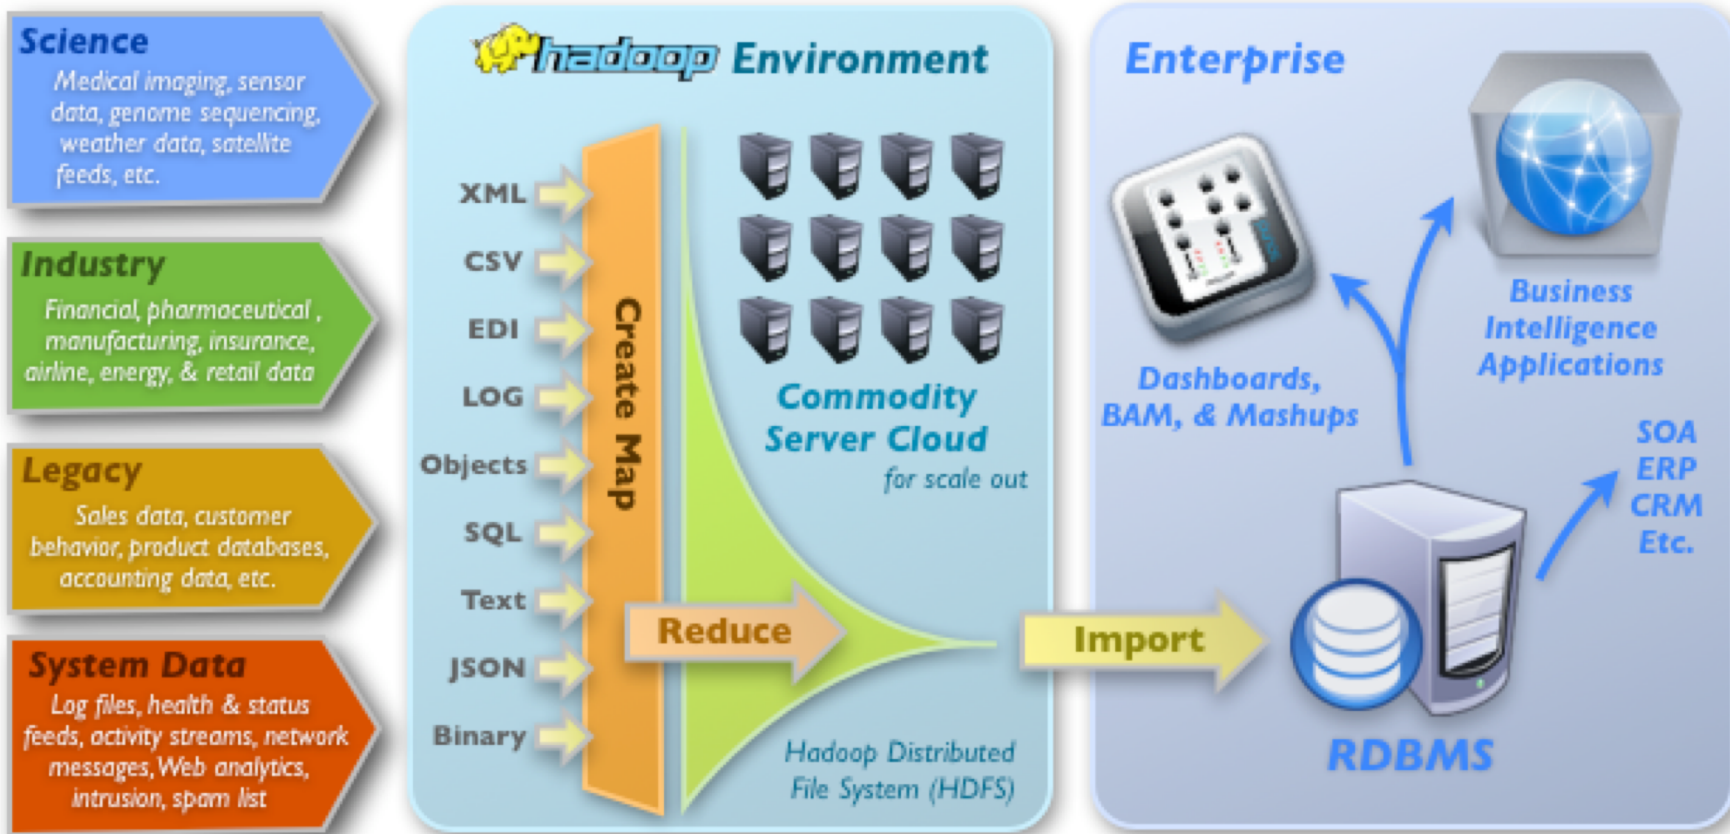 Science
Medical imaging, sensor
data, genome sequencing,
weather data, satellite
feeds, etc.
Industry
Financial, pharmaceutical ,
manufacturing, insurance,
airline, energy, & retail data
Legacy
Sales data, customer
behavior, product databases,
accounting data, etc.
System Data
Log files, health & status
feeds, activity streams, network
messages, Web analytics,
intrusion, spam list
hadoop Environment
XML
CSV
EDI
LOG
Objects
SQL
Text
JSON
Binary
Create Map
Reduce
Commodity
Server Cloud
for scale out
Hadoop Distributed
File System (HDFS)
Import
Enterprise
Dashboards,
BAM, & Mashups
Business
Intelligence
Applications
SOA
ERP
CRM
Etc.
RDBMS